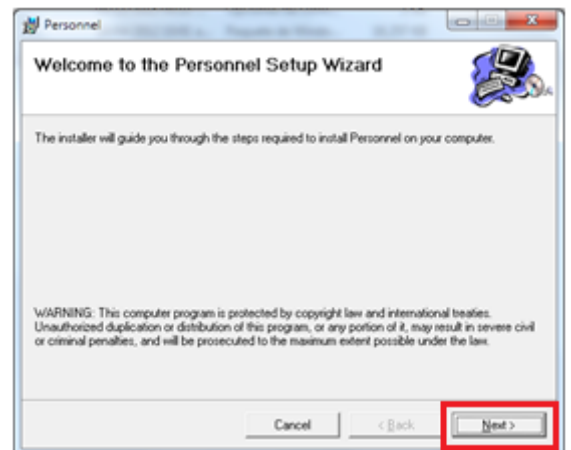 Personnel
Welcome to the Personnel Setup Wizard
The installer will guide you through the steps required to install Personnel on your computer.
WARNING: This computer program is protected by copyright law and international treaties.
Unauthorized duplication or distribution of this program, or any portion of it, may result in severe civil
or criminal penalties, and will be prosecuted to the maximum extent possible under the law.
Cancel
< Back
Next >